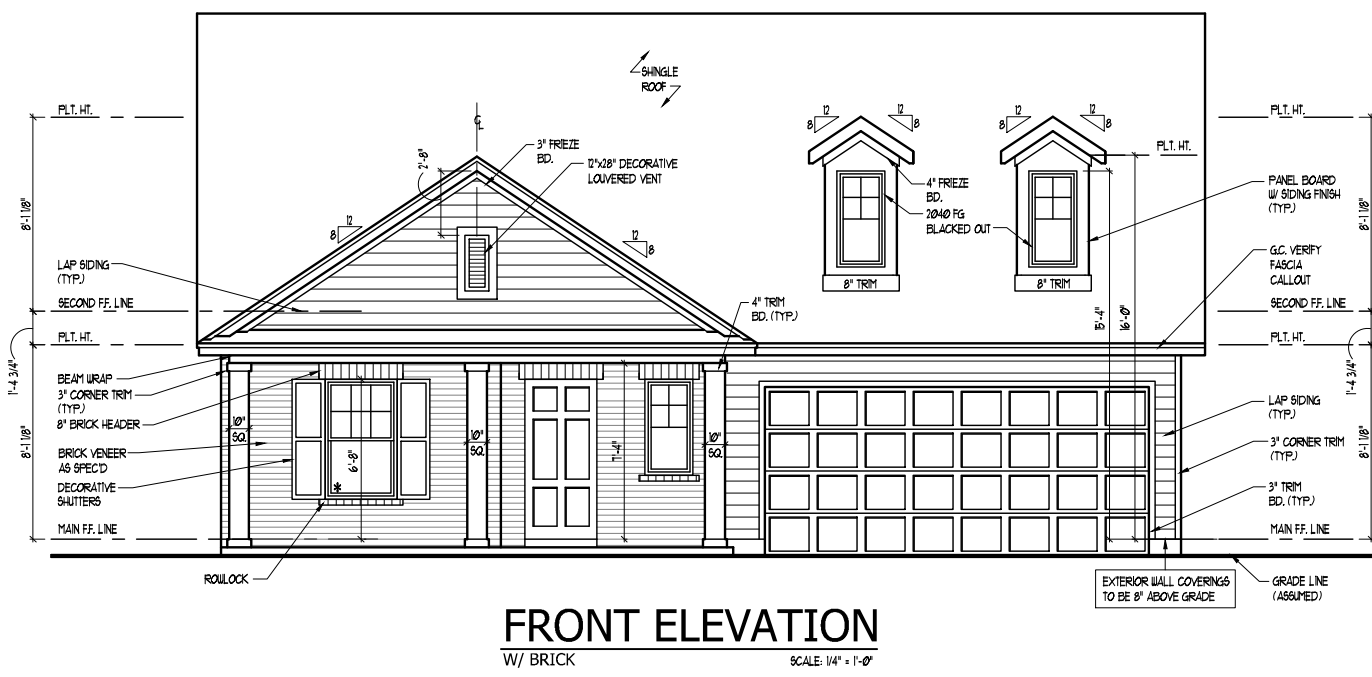 SHINGLE
ROOF
PLT. HT.
PLT. HT.
12
8
12
8
12
8
12
8
℄
2'-8"
3" FRIEZE
BD.
12"x28" DECORATIVE
LOUVERED VENT
PLT. HT.
4" FRIEZE
BD.
2040 FG
BLACKED OUT
PANEL BOARD
W/ SIDING FINISH
(TYP.)
8'-1 1/8"
8'-1 1/8"
12
8
12
8
G.C. VERIFY
FASCIA
CALLOUT
LAP SIDING
(TYP.)
8" TRIM
8" TRIM
SECOND F.F. LINE
SECOND F.F. LINE
4" TRIM
BD. (TYP.)
15'-4"
16'-0"
PLT. HT.
PLT. HT.
1'-4 3/4"
1'-4 3/4"
BEAM WRAP
3" CORNER TRIM
(TYP.)
8" BRICK HEADER
LAP SIDING
(TYP.)
10"
SQ.
10"
SQ.
10"
SQ.
8'-1 1/8"
8'-1 1/8"
3" CORNER TRIM
(TYP.)
BRICK VENEER
AS SPEC'D
6'-8"
7'-4"
DECORATIVE
SHUTTERS
*
3" TRIM
BD. (TYP.)
MAIN F.F. LINE
MAIN F.F. LINE
ROWLOCK
EXTERIOR WALL COVERINGS
TO BE 8" ABOVE GRADE
GRADE LINE
(ASSUMED)
FRONT ELEVATION
W/ BRICK
SCALE: 1/4" = 1'-0"